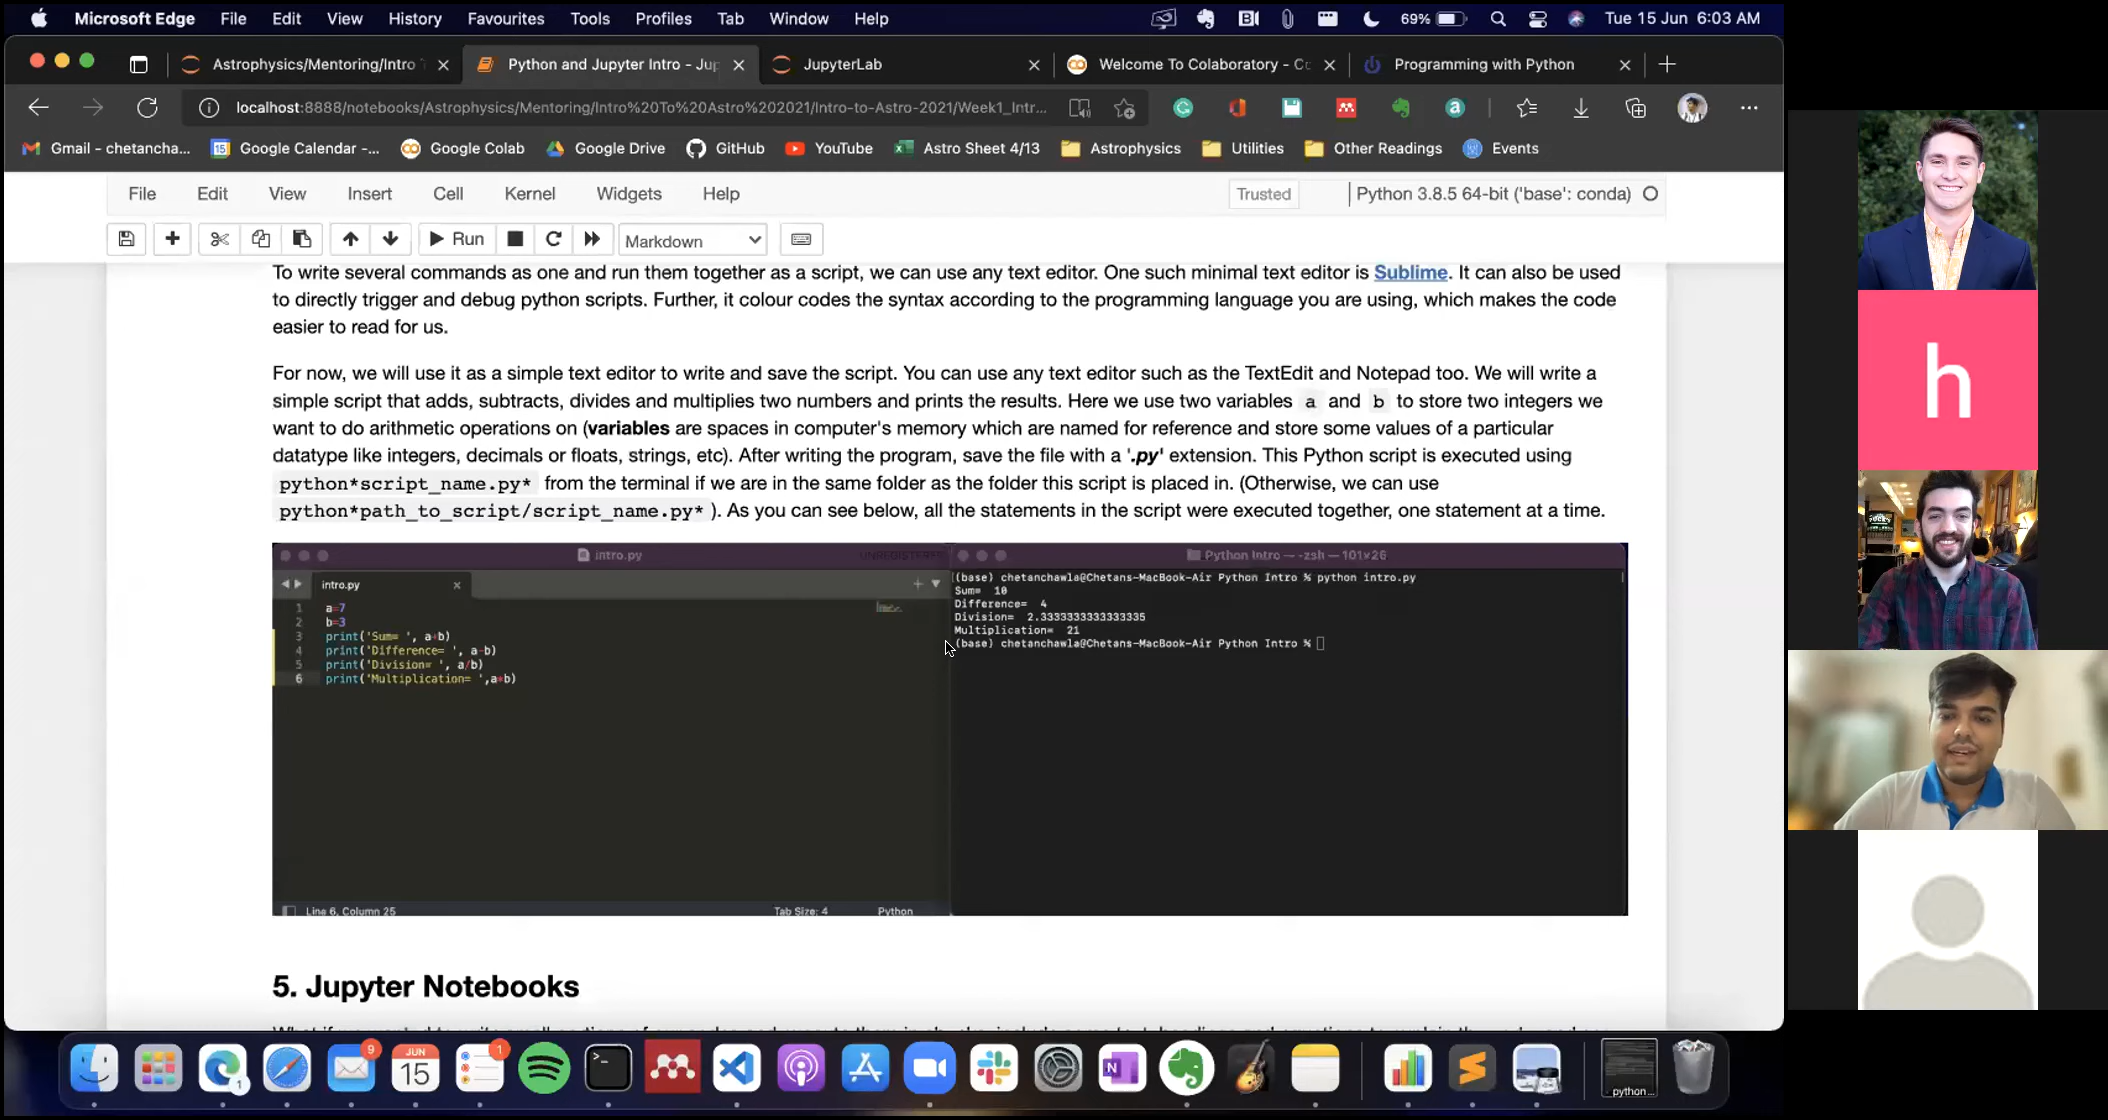 Microsoft Edge File Edit View History Favourites Tools Profiles Tab Window Help 69% Tue 15 Jun 6:03 AM
Astrophysics/Mentoring/Intro Python and Jupyter Intro - Jup JupyterLab Welcome To Colaboratory - Co Programming with Python
localhost:8888/notebooks/Astrophysics/Mentoring/Intro%20To%20Astro%202021/Intro-to-Astro-2021/Week1_Intr...
Gmail - chetancha... Google Calendar -... Google Colab Google Drive GitHub YouTube Astro Sheet 4/13 Astrophysics Utilities Other Readings Events
File Edit View Insert Cell Kernel Widgets Help Trusted Python 3.8.5 64-bit ('base': conda)
Run Markdown
To write several commands as one and run them together as a script, we can use any text editor. One such minimal text editor is Sublime. It can also be used
to directly trigger and debug python scripts. Further, it colour codes the syntax according to the programming language you are using, which makes the code
easier to read for us.
For now, we will use it as a simple text editor to write and save the script. You can use any text editor such as the TextEdit and Notepad too. We will write a
simple script that adds, subtracts, divides and multiplies two numbers and prints the results. Here we use two variables a and b to store two integers we
want to do arithmetic operations on (variables are spaces in computer's memory which are named for reference and store some values of a particular
datatype like integers, decimals or floats, strings, etc). After writing the program, save the file with a '.py' extension. This Python script is executed using
python*script_name.py* from the terminal if we are in the same folder as the folder this script is placed in. (Otherwise, we can use
python*path_to_script/script_name.py* ). As you can see below, all the statements in the script were executed together, one statement at a time.
intro.py UNREGISTERED
intro.py
1 a=7
2 b=3
3 print('Sum= ', a+b)
4 print('Difference= ', a-b)
5 print('Division= ', a/b)
6 print('Multiplication= ',a*b)
Line 6, Column 25 Tab Size: 4 Python
Python Intro — -zsh — 101×26
(base) chetanchawla@Chetans-MacBook-Air Python Intro % python intro.py
Sum= 10
Difference= 4
Division= 2.3333333333333335
Multiplication= 21
(base) chetanchawla@Chetans-MacBook-Air Python Intro %
5. Jupyter Notebooks
h
9
JUN
15
1
1
python...